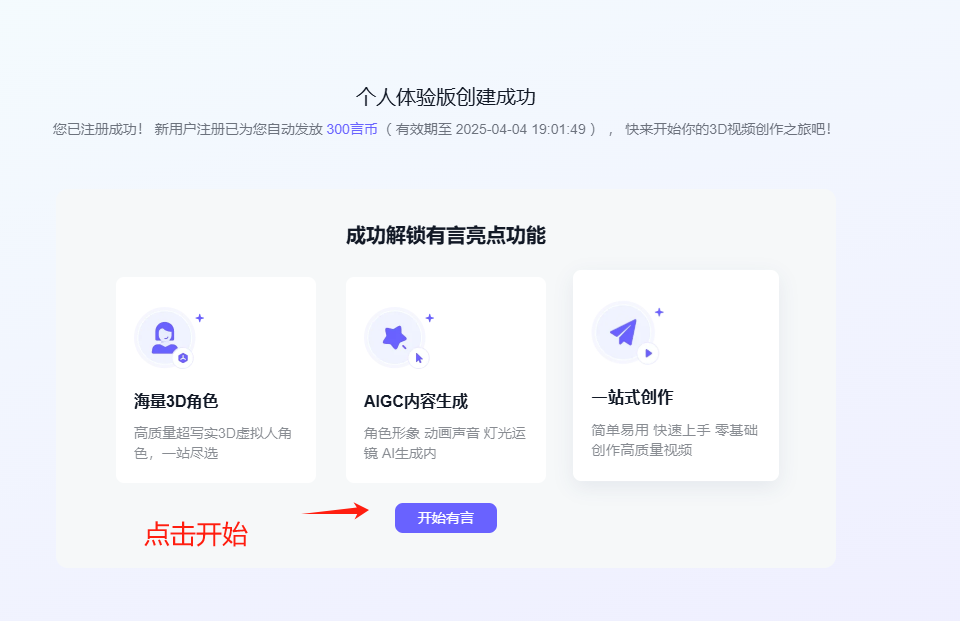 个人体验版创建成功
您已注册成功！ 新用户注册已为您自动发放 300言币 （ 有效期至 2025-04-04 19:01:49 ） ， 快来开始你的3D视频创作之旅吧！
成功解锁有言亮点功能
海量3D角色
高质量超写实3D虚拟人角
色，一站尽选
AIGC内容生成
角色形象 动画声音 灯光运
镜 AI生成内
一站式创作
简单易用 快速上手 零基础
创作高质量视频
点击开始
开始有言